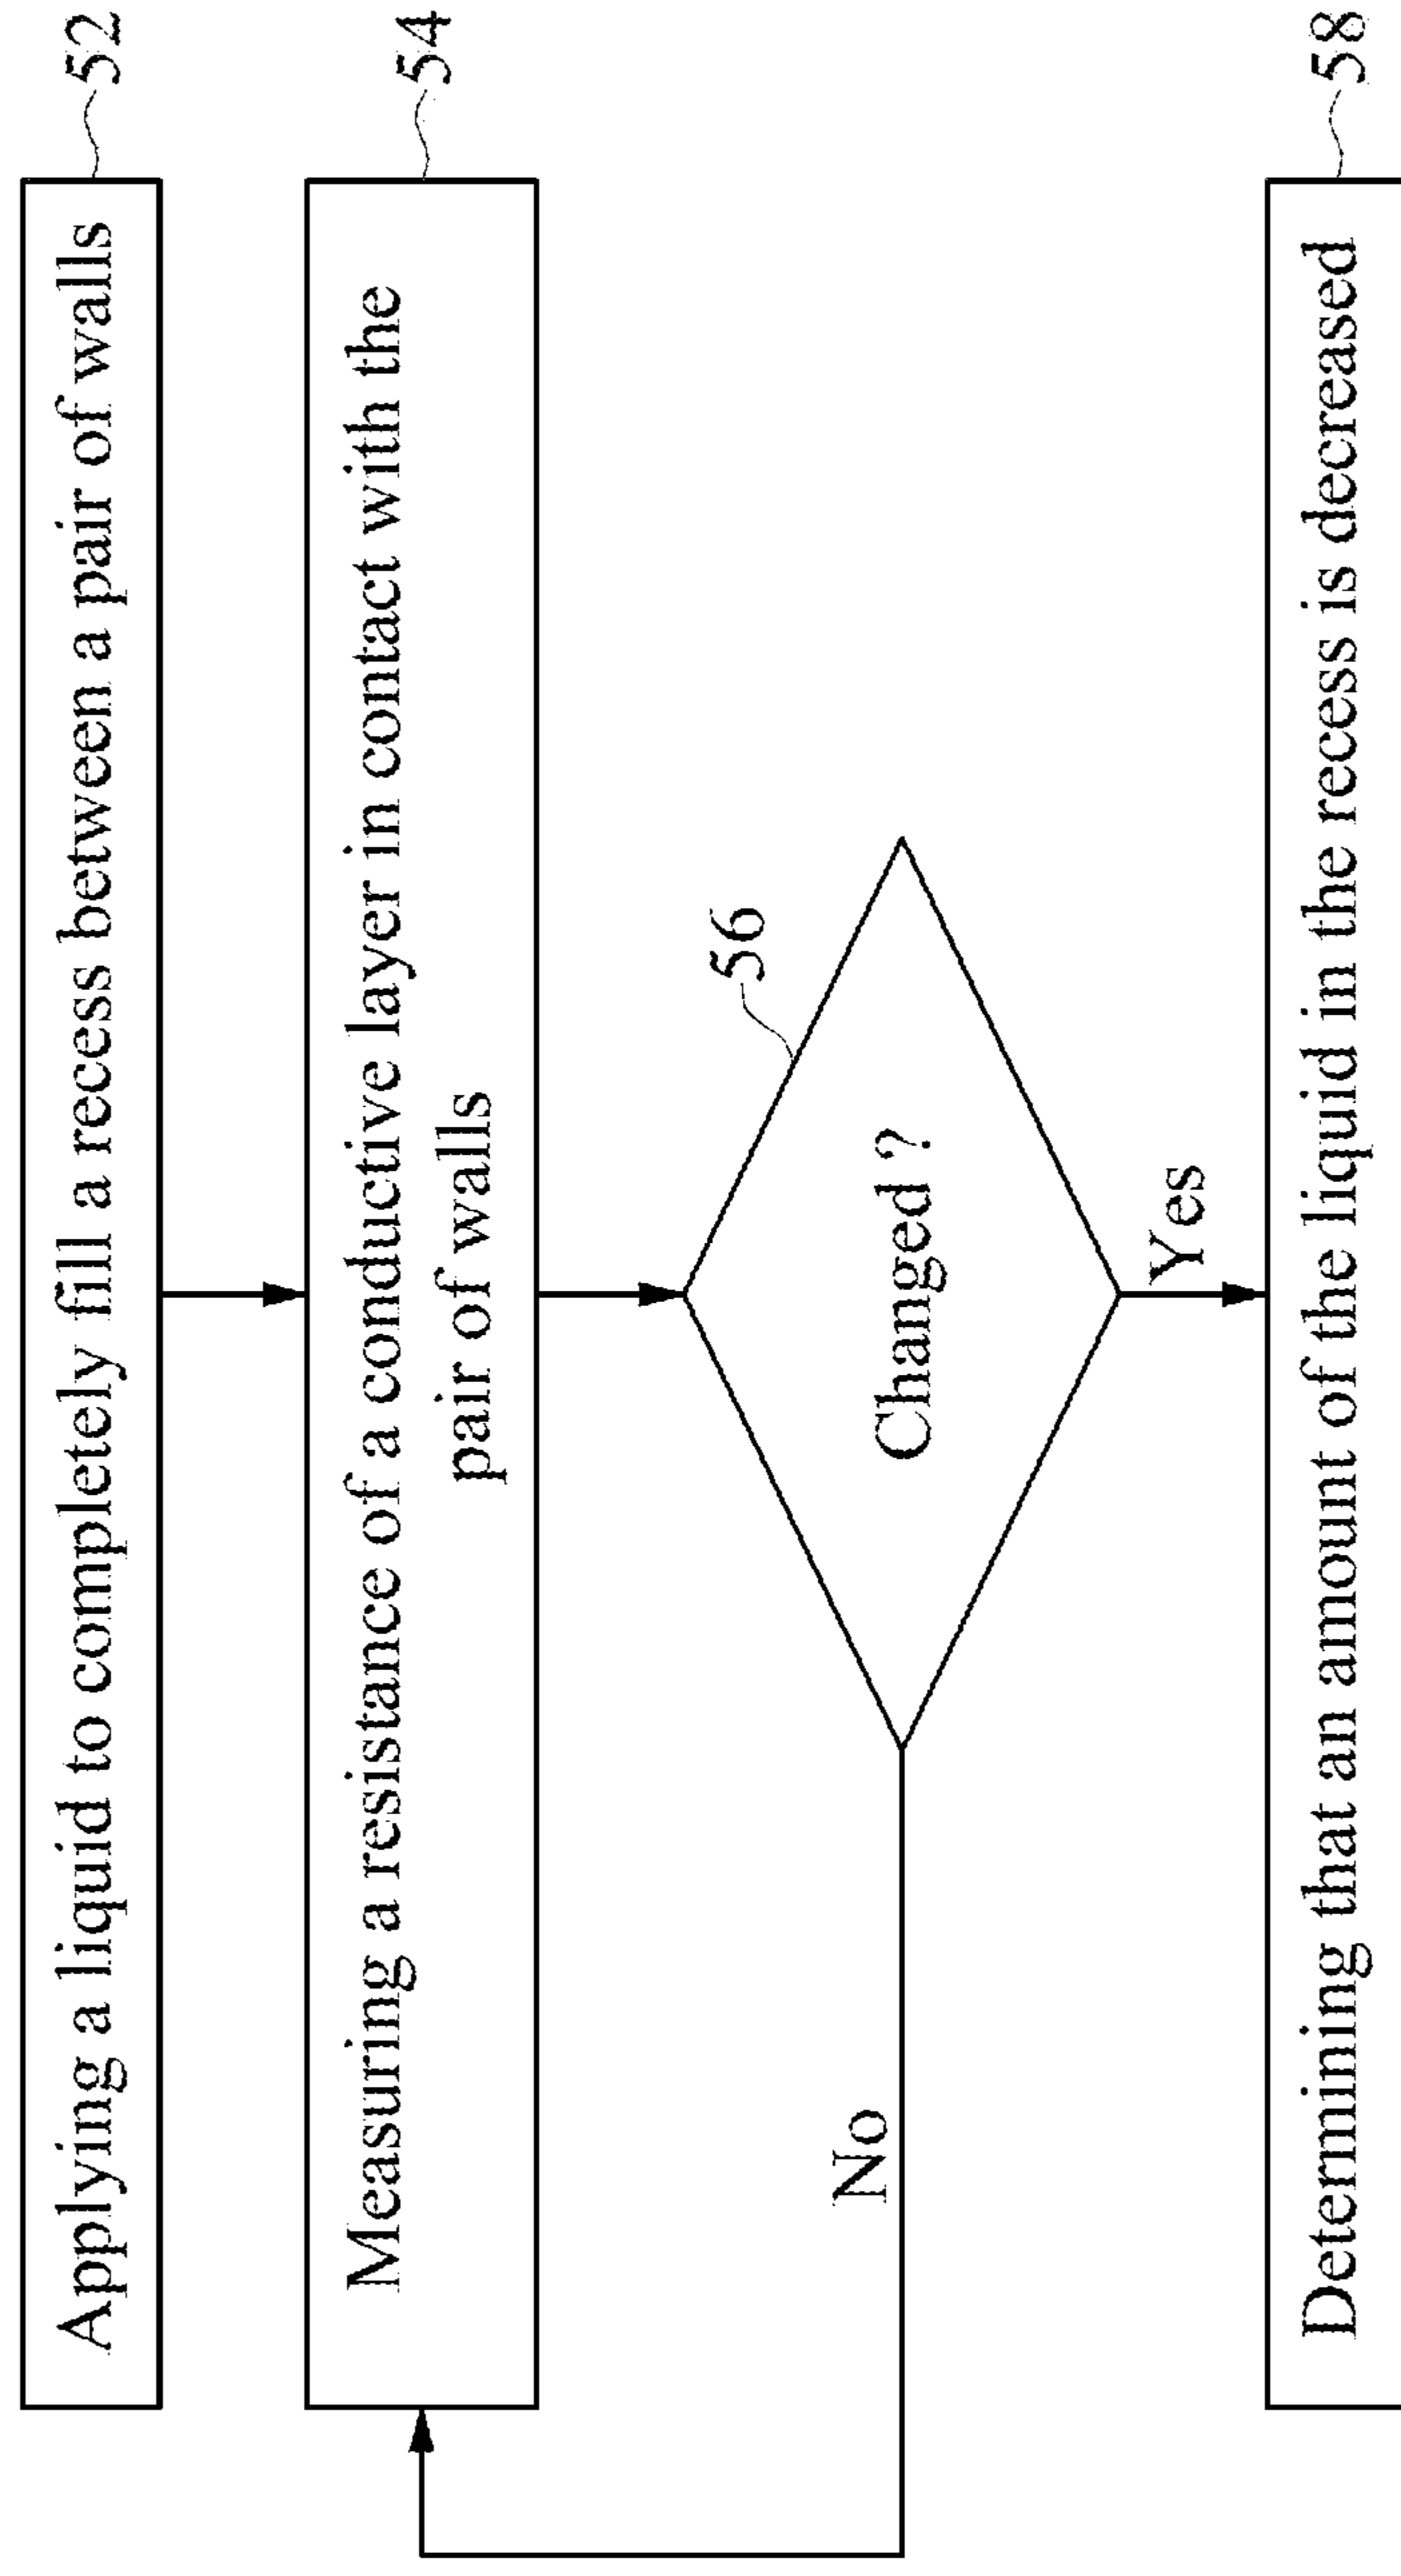 Applying a liquid to completely fill a recess between a pair of walls
52
Measuring a resistance of a conductive layer in contact with the
pair of walls
54
56
Changed ?
No
Yes
Determining that an amount of the liquid in the recess is decreased
58